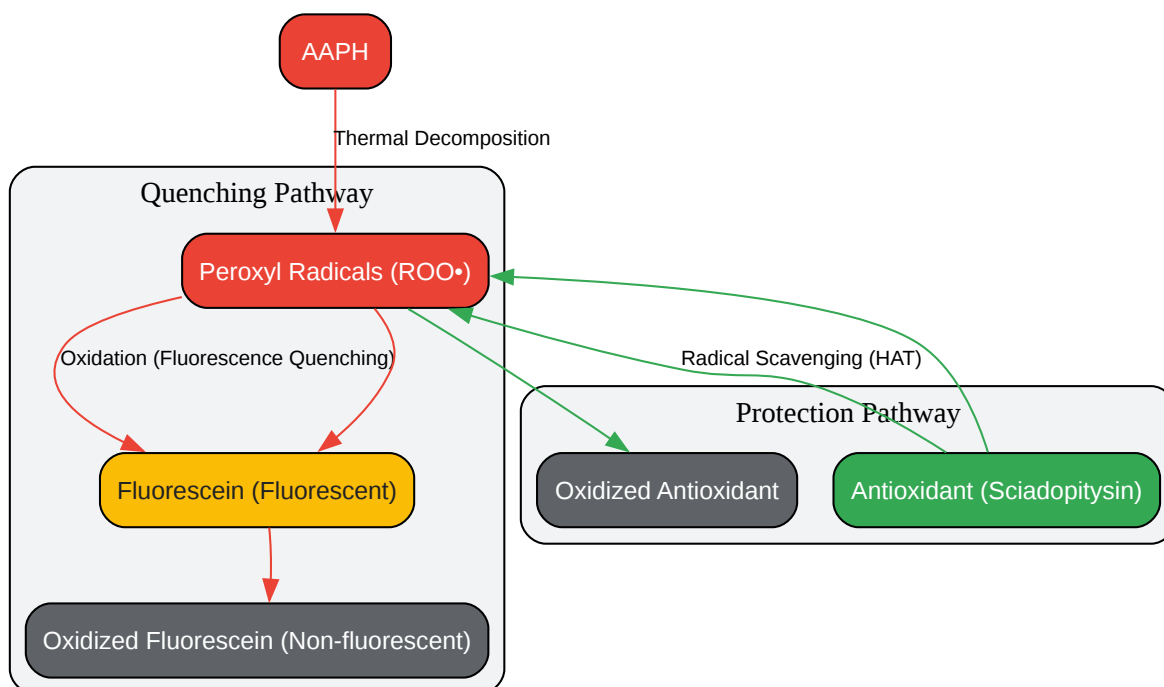 AAPH
Thermal Decomposition
Quenching Pathway
Peroxyl Radicals (ROO•)
Oxidation (Fluorescence Quenching)
Radical Scavenging (HAT)
Protection Pathway
Fluorescein (Fluorescent)
Oxidized Antioxidant
Antioxidant (Sciadopitysin)
Oxidized Fluorescein (Non-fluorescent)